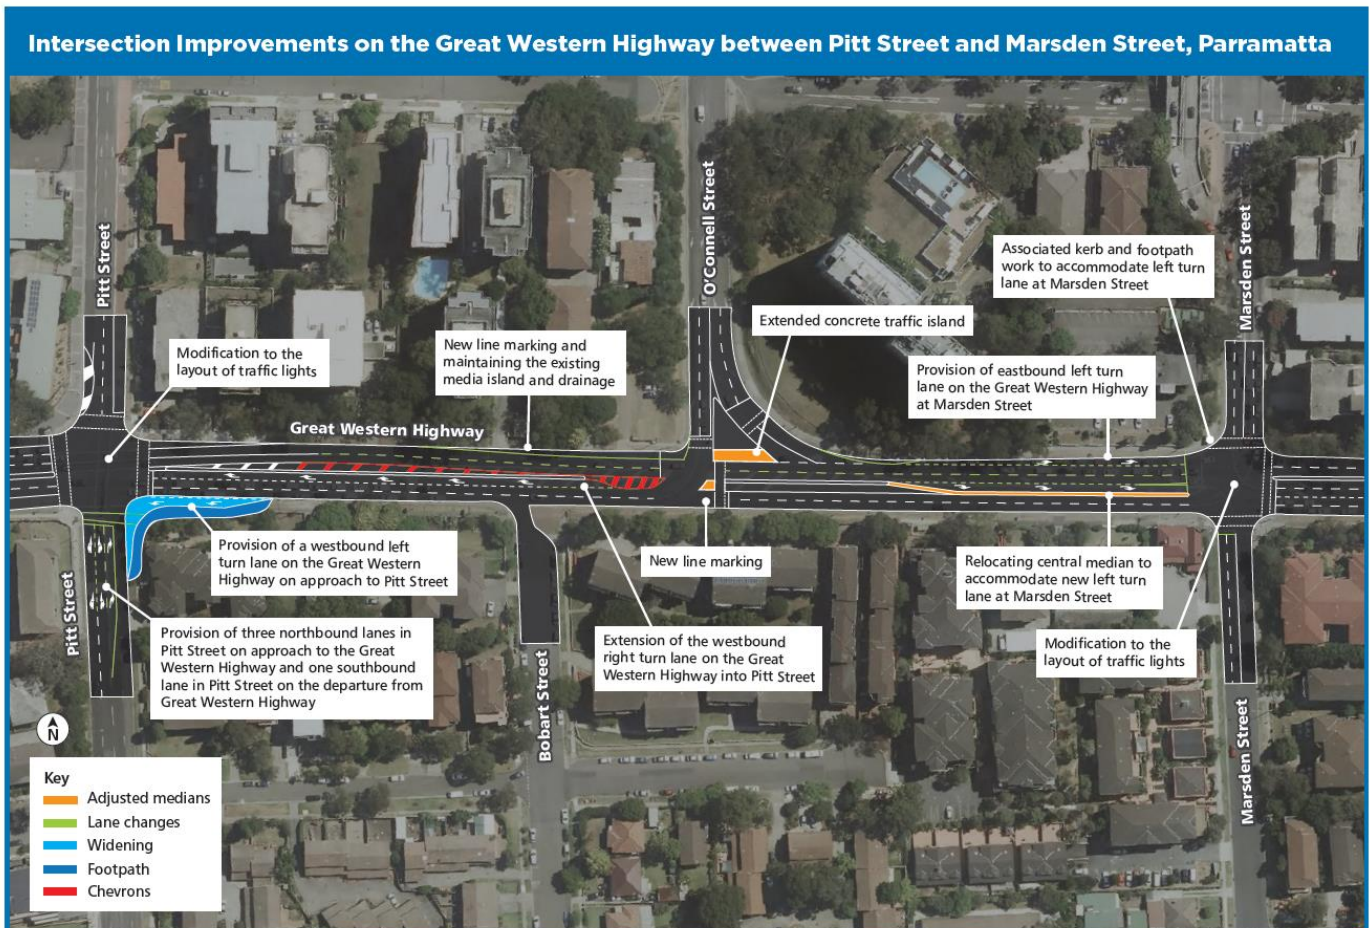 Intersection Improvements on the Great Western Highway between Pitt Street and Marsden Street, Parramatta
Pitt Street
O'Connell Street
Marsden Street
Associated kerb and footpath
work to accommodate left turn
lane at Marsden Street
Extended concrete traffic island
New line marking and
maintaining the existing
media island and drainage
Modification to the
layout of traffic lights
Provision of eastbound left turn
lane on the Great Western Highway
at Marsden Street
Great Western Highway
Provision of a westbound left
turn lane on the Great Western
Highway on approach to Pitt Street
New line marking
Relocating central median to
accommodate new left turn
lane at Marsden Street
Pitt Street
Provision of three northbound lanes in
Pitt Street on approach to the Great
Western Highway and one southbound
lane in Pitt Street on the departure from
Great Western Highway
Extension of the westbound
right turn lane on the Great
Western Highway into Pitt Street
Modification to the
layout of traffic lights
Bobart Street
Marsden Street
N
Key
Adjusted medians
Lane changes
Widening
Footpath
Chevrons